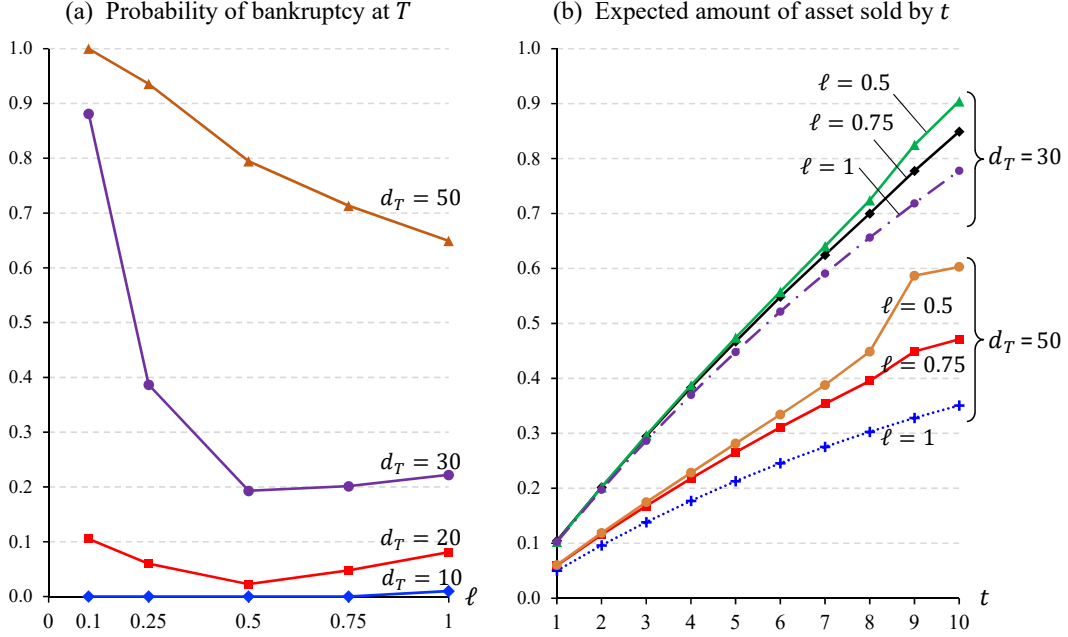 (a) Probability of bankruptcy at T
1.0
0.9
0.8
0.7
0.6
0.5
0.4
0.3
0.2
0.1
0.0
d_T = 50
d_T = 30
d_T = 20
d_T = 10
ℓ
0 0.1 0.25 0.5 0.75 1
(b) Expected amount of asset sold by t
1.0
0.9
0.8
0.7
0.6
0.5
0.4
0.3
0.2
0.1
0.0
ℓ = 0.5
ℓ = 0.75
ℓ = 1
d_T = 30
ℓ = 0.5
ℓ = 0.75
ℓ = 1
d_T = 50
t
1 2 3 4 5 6 7 8 9 10